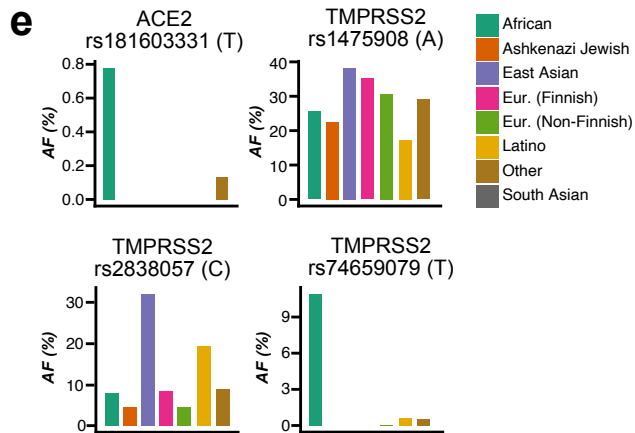 e
ACE2
rs181603331 (T)
AF (%)
0.8
0.6
0.4
0.2
0.0
TMPRSS2
rs1475908 (A)
AF (%)
40
30
20
10
0
African
Ashkenazi Jewish
East Asian
Eur. (Finnish)
Eur. (Non-Finnish)
Latino
Other
South Asian
TMPRSS2
rs2838057 (C)
AF (%)
30
20
10
0
TMPRSS2
rs74659079 (T)
AF (%)
9
6
3
0